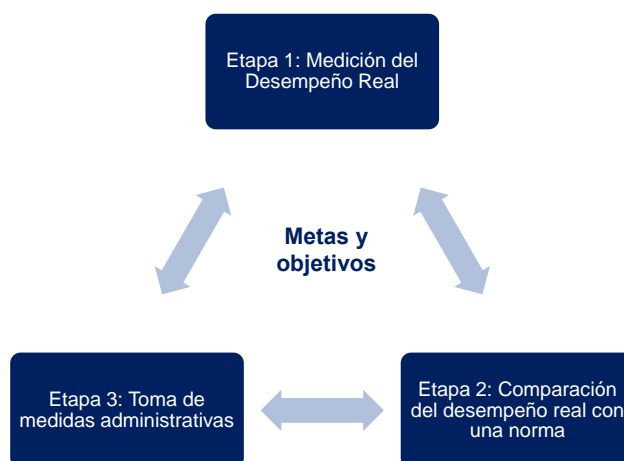 Etapa 1: Medición del
Desempeño Real
Metas y
objetivos
Etapa 3: Toma de
medidas administrativas
Etapa 2: Comparación
del desempeño real con
una norma